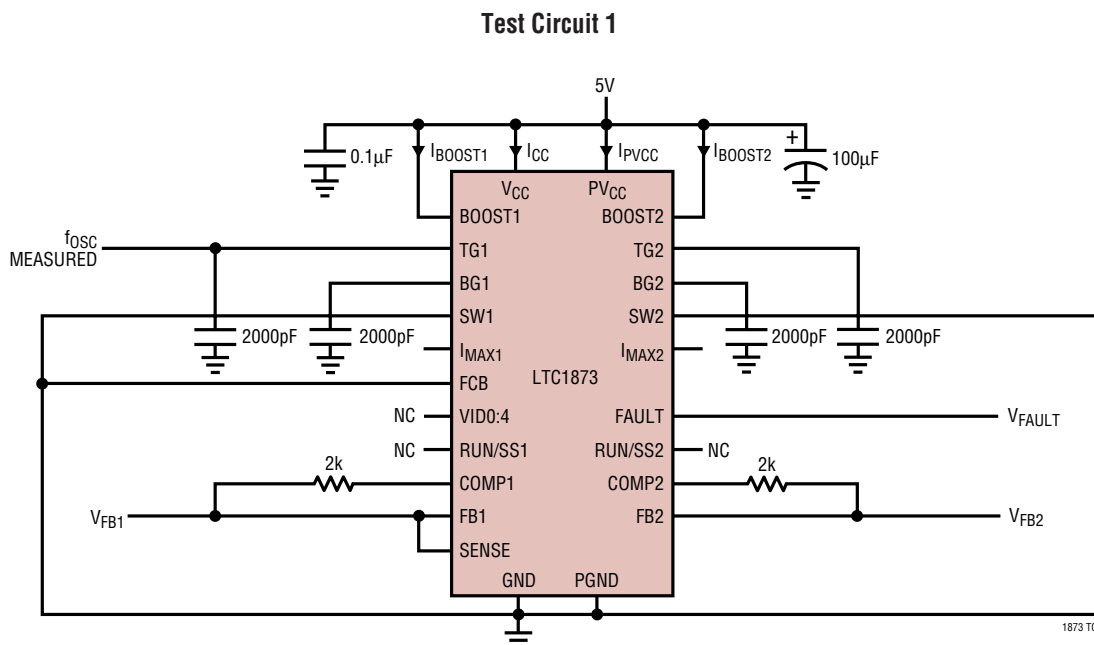 Test Circuit 1
5V
0.1µF
IBOOST1
ICC
IPVCC
IBOOST2
+
100µF
VCC
PVCC
BOOST1
BOOST2
fOSC
MEASURED
TG1
TG2
BG1
BG2
SW1
SW2
2000pF
2000pF
2000pF
2000pF
IMAX1
IMAX2
LTC1873
FCB
NC
VID0:4
FAULT
VFAULT
NC
RUN/SS1
RUN/SS2
NC
2k
COMP1
COMP2
2k
VFB1
FB1
FB2
VFB2
SENSE
GND
PGND
1873